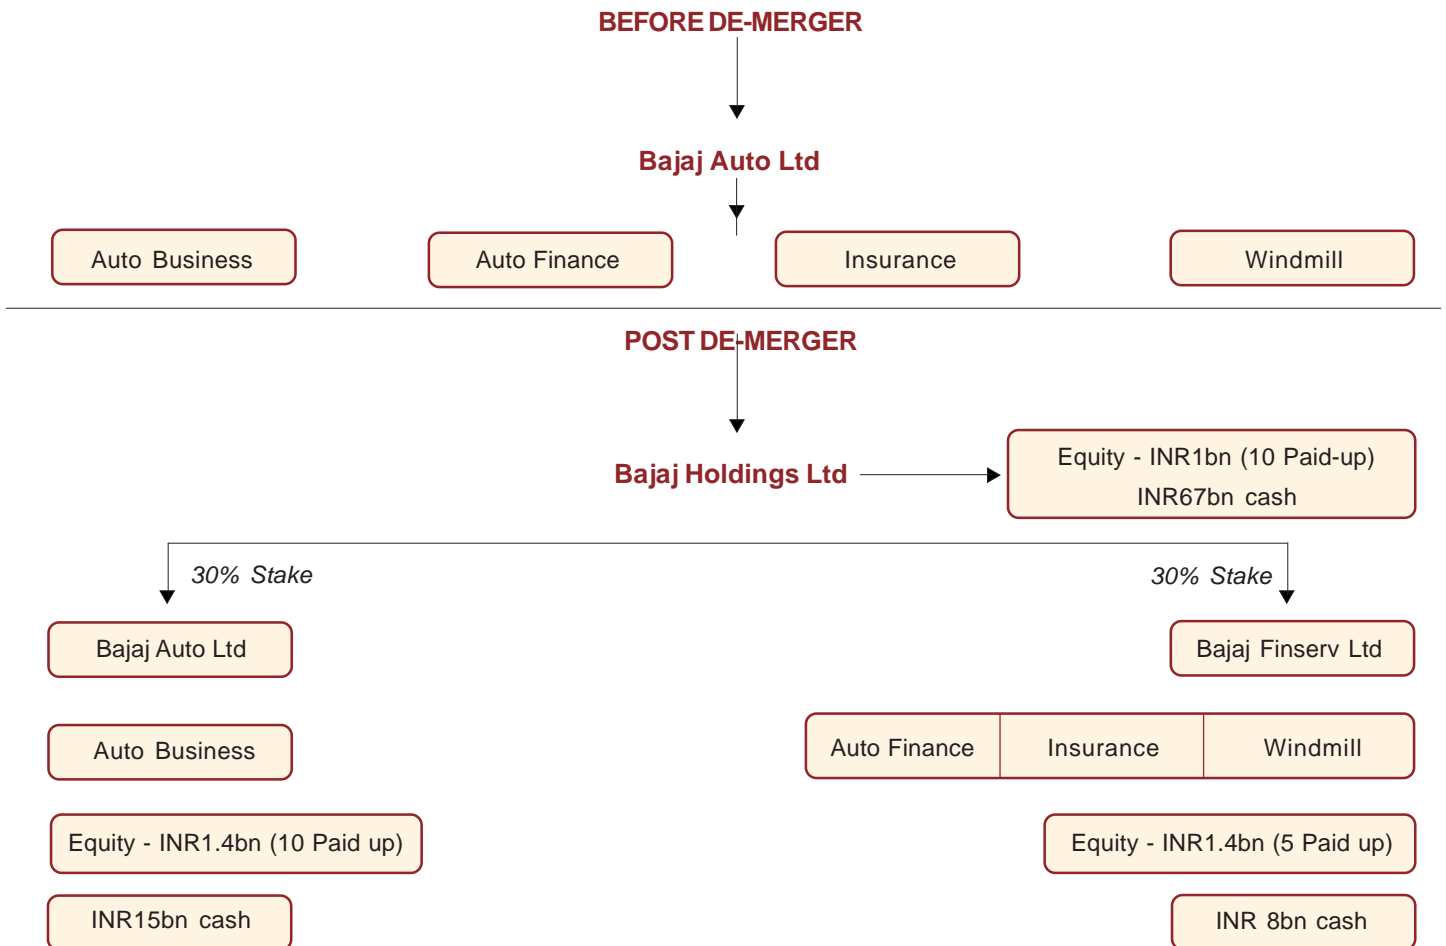 BEFORE DE-MERGER
Bajaj Auto Ltd
Auto Business
Auto Finance
Insurance
Windmill
POST DE-MERGER
Bajaj Holdings Ltd
Equity - INR1bn (10 Paid-up)
INR67bn cash
30% Stake
30% Stake
Bajaj Auto Ltd
Bajaj Finserv Ltd
Auto Business
Auto Finance
Insurance
Windmill
Equity - INR1.4bn (10 Paid up)
Equity - INR1.4bn (5 Paid up)
INR15bn cash
INR 8bn cash